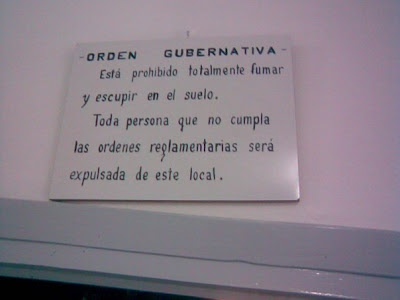 - ORDEN GUBERNATIVA -
Está prohibido totalmente fumar
y escupir en el suelo.
Toda persona que no cumpla
las ordenes reglamentarias será
expulsada de este local.